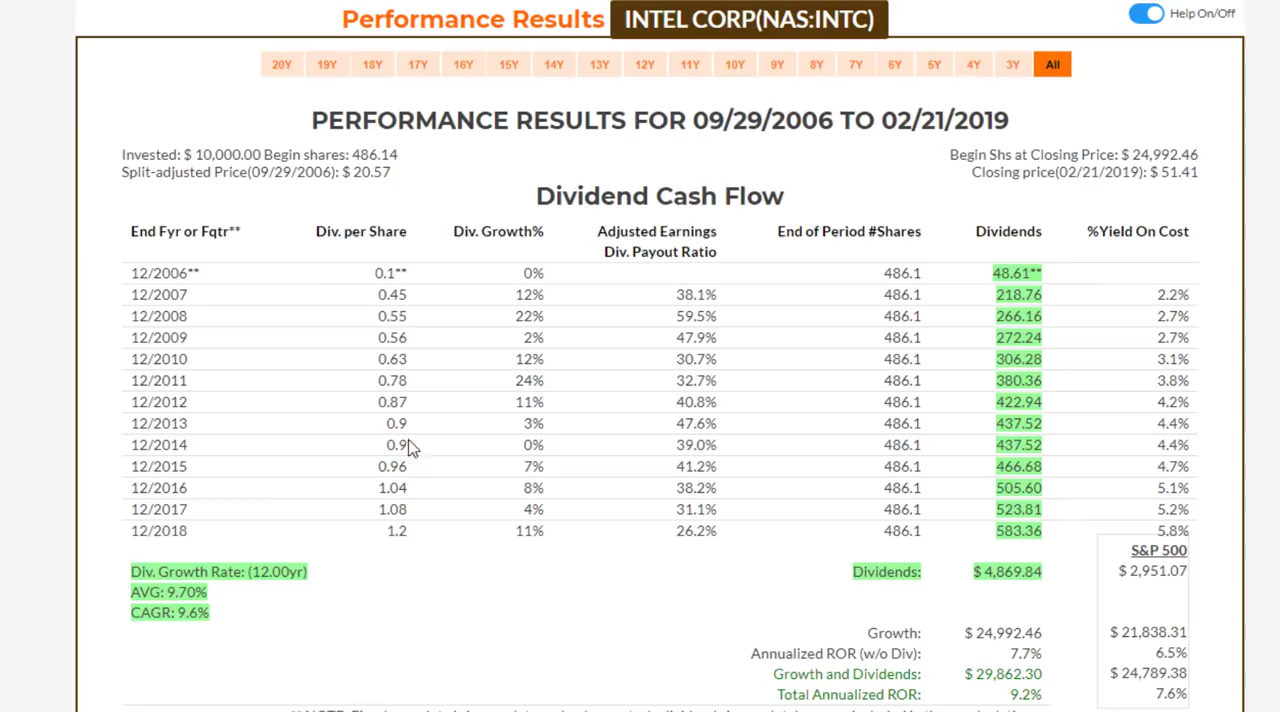 Performance Results INTEL CORP(NAS:INTC) Help On/Off
20Y 19Y 18Y 17Y 16Y 15Y 14Y 13Y 12Y 11Y 10Y 9Y 8Y 7Y 6Y 5Y 4Y 3Y All
PERFORMANCE RESULTS FOR 09/29/2006 TO 02/21/2019
Invested: $ 10,000.00 Begin shares: 486.14 Begin Shs at Closing Price: $ 24,992.46
Split-adjusted Price(09/29/2006): $ 20.57 Closing price(02/21/2019): $ 51.41
Dividend Cash Flow
End Fyr or Fqtr** Div. per Share Div. Growth% Adjusted Earnings End of Period #Shares Dividends %Yield On Cost
Div. Payout Ratio
12/2006** 0.1** 0% 486.1 48.61**
12/2007 0.45 12% 38.1% 486.1 218.76 2.2%
12/2008 0.55 22% 59.5% 486.1 266.16 2.7%
12/2009 0.56 2% 47.9% 486.1 272.24 2.7%
12/2010 0.63 12% 30.7% 486.1 306.28 3.1%
12/2011 0.78 24% 32.7% 486.1 380.36 3.8%
12/2012 0.87 11% 40.8% 486.1 422.94 4.2%
12/2013 0.9 3% 47.6% 486.1 437.52 4.4%
12/2014 0.9 0% 39.0% 486.1 437.52 4.4%
12/2015 0.96 7% 41.2% 486.1 466.68 4.7%
12/2016 1.04 8% 38.2% 486.1 505.60 5.1%
12/2017 1.08 4% 31.1% 486.1 523.81 5.2%
12/2018 1.2 11% 26.2% 486.1 583.36 5.8%
S&P 500
Div. Growth Rate: (12.00yr) Dividends: $ 4,869.84 $ 2,951.07
AVG: 9.70%
CAGR: 9.6%
Growth: $ 24,992.46 $ 21,838.31
Annualized ROR (w/o Div): 7.7% 6.5%
Growth and Dividends: $ 29,862.30 $ 24,789.38
Total Annualized ROR: 9.2% 7.6%